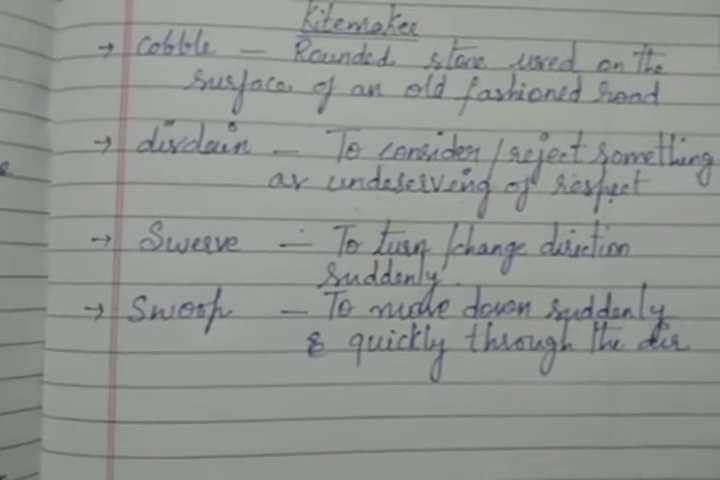 Kitemaker
→ Cobble — Rounded stone used on the
surface of an old fashioned road
→ disdain — To consider / reject something
as undeserving of respect
→ Swerve — To turn / change direction
suddenly.
→ Swoop — To move down suddenly
& quickly through the air